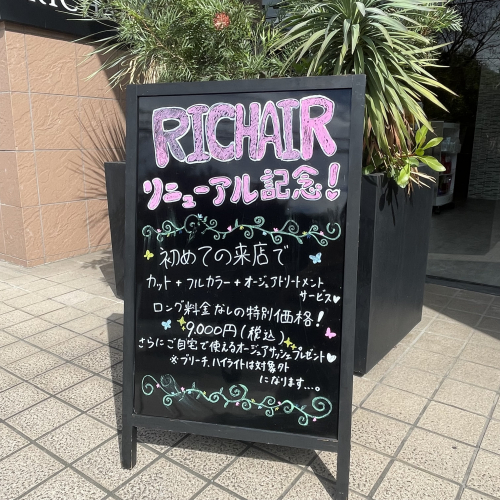 RICHAIR
リニューアル記念!
初めての来店で
カット + フルカラー + オージュアトリートメント
サービス♥
ロング料金なしの特別価格!
9,000円(税込)
さらにご自宅で使えるオージュアサッシェプレゼント♥
※ブリーチ、ハイライトは対象外
になります...。